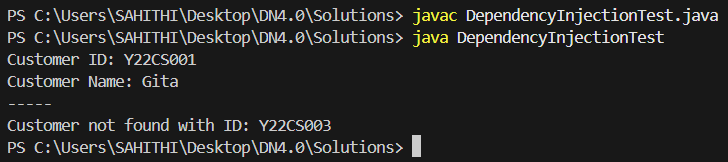 PS C:\Users\SAHITHI\Desktop\DN4.0\Solutions> javac DependencyInjectionTest.java
PS C:\Users\SAHITHI\Desktop\DN4.0\Solutions> java DependencyInjectionTest
Customer ID: Y22CS001
Customer Name: Gita
-----
Customer not found with ID: Y22CS003
PS C:\Users\SAHITHI\Desktop\DN4.0\Solutions>